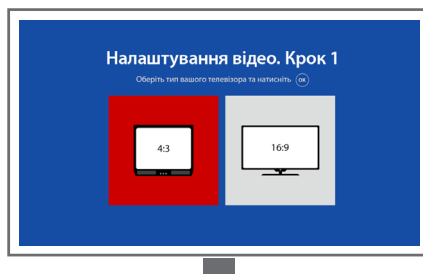 Налаштування відео. Крок 1
Оберіть тип вашого телевізора та натисніть OK
4:3
16:9